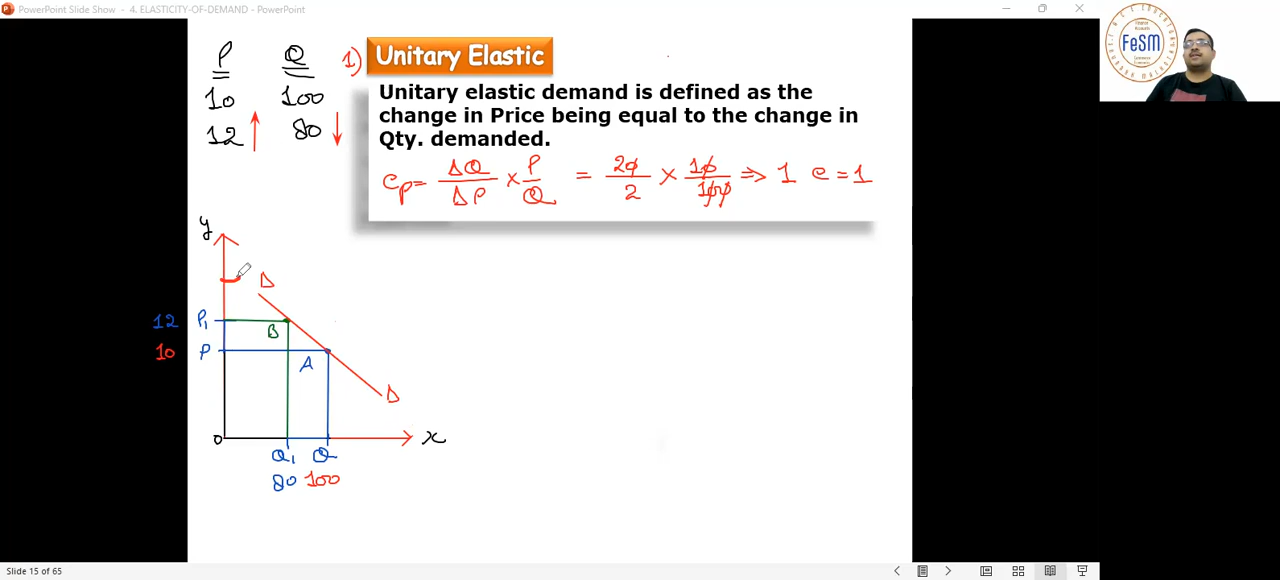 PowerPoint Slide Show - 4. ELASTICITY-OF-DEMAND - PowerPoint
FeSM
P Q
10 100
12 80
1) Unitary Elastic
Unitary elastic demand is defined as the
change in Price being equal to the change in
Qty. demanded.
ep = ΔQ/ΔP × P/Q = 20/2 × 10/100 ⇒ 1 e = 1
y
D
12 P1 B
10 P A
D
O x
Q1 Q
80 100
Slide 15 of 65